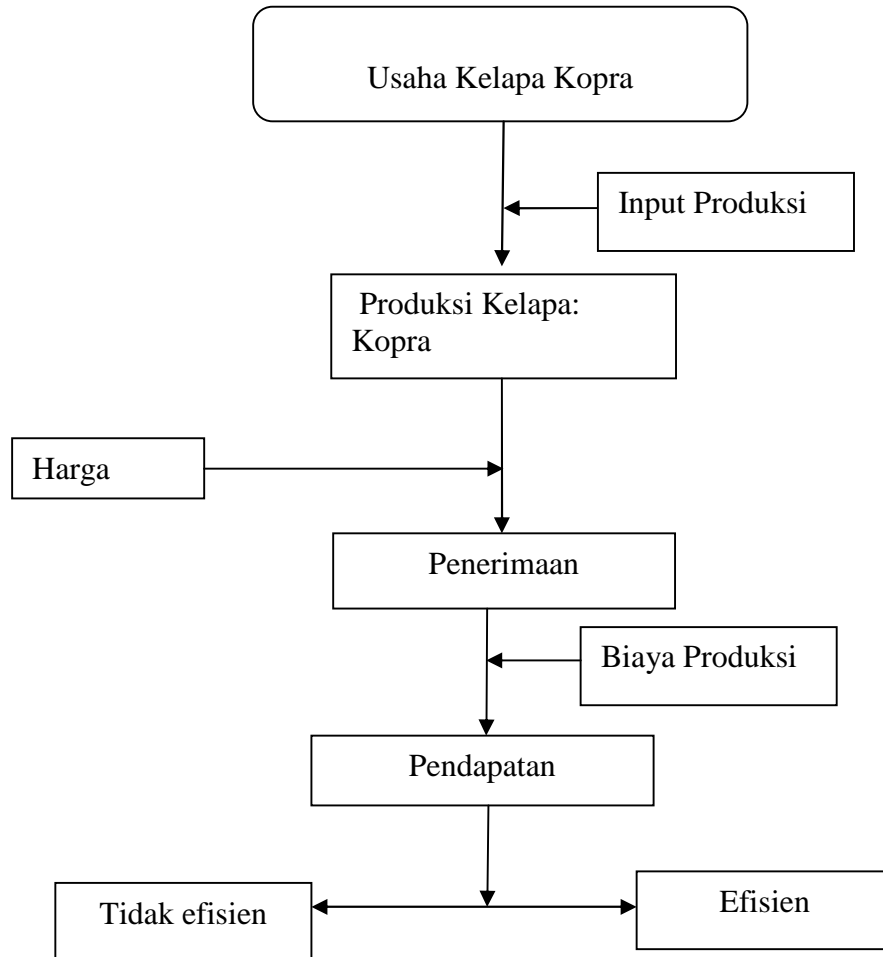 Usaha Kelapa Kopra
Input Produksi
Produksi Kelapa:
Kopra
Harga
Penerimaan
Biaya Produksi
Pendapatan
Tidak efisien
Efisien